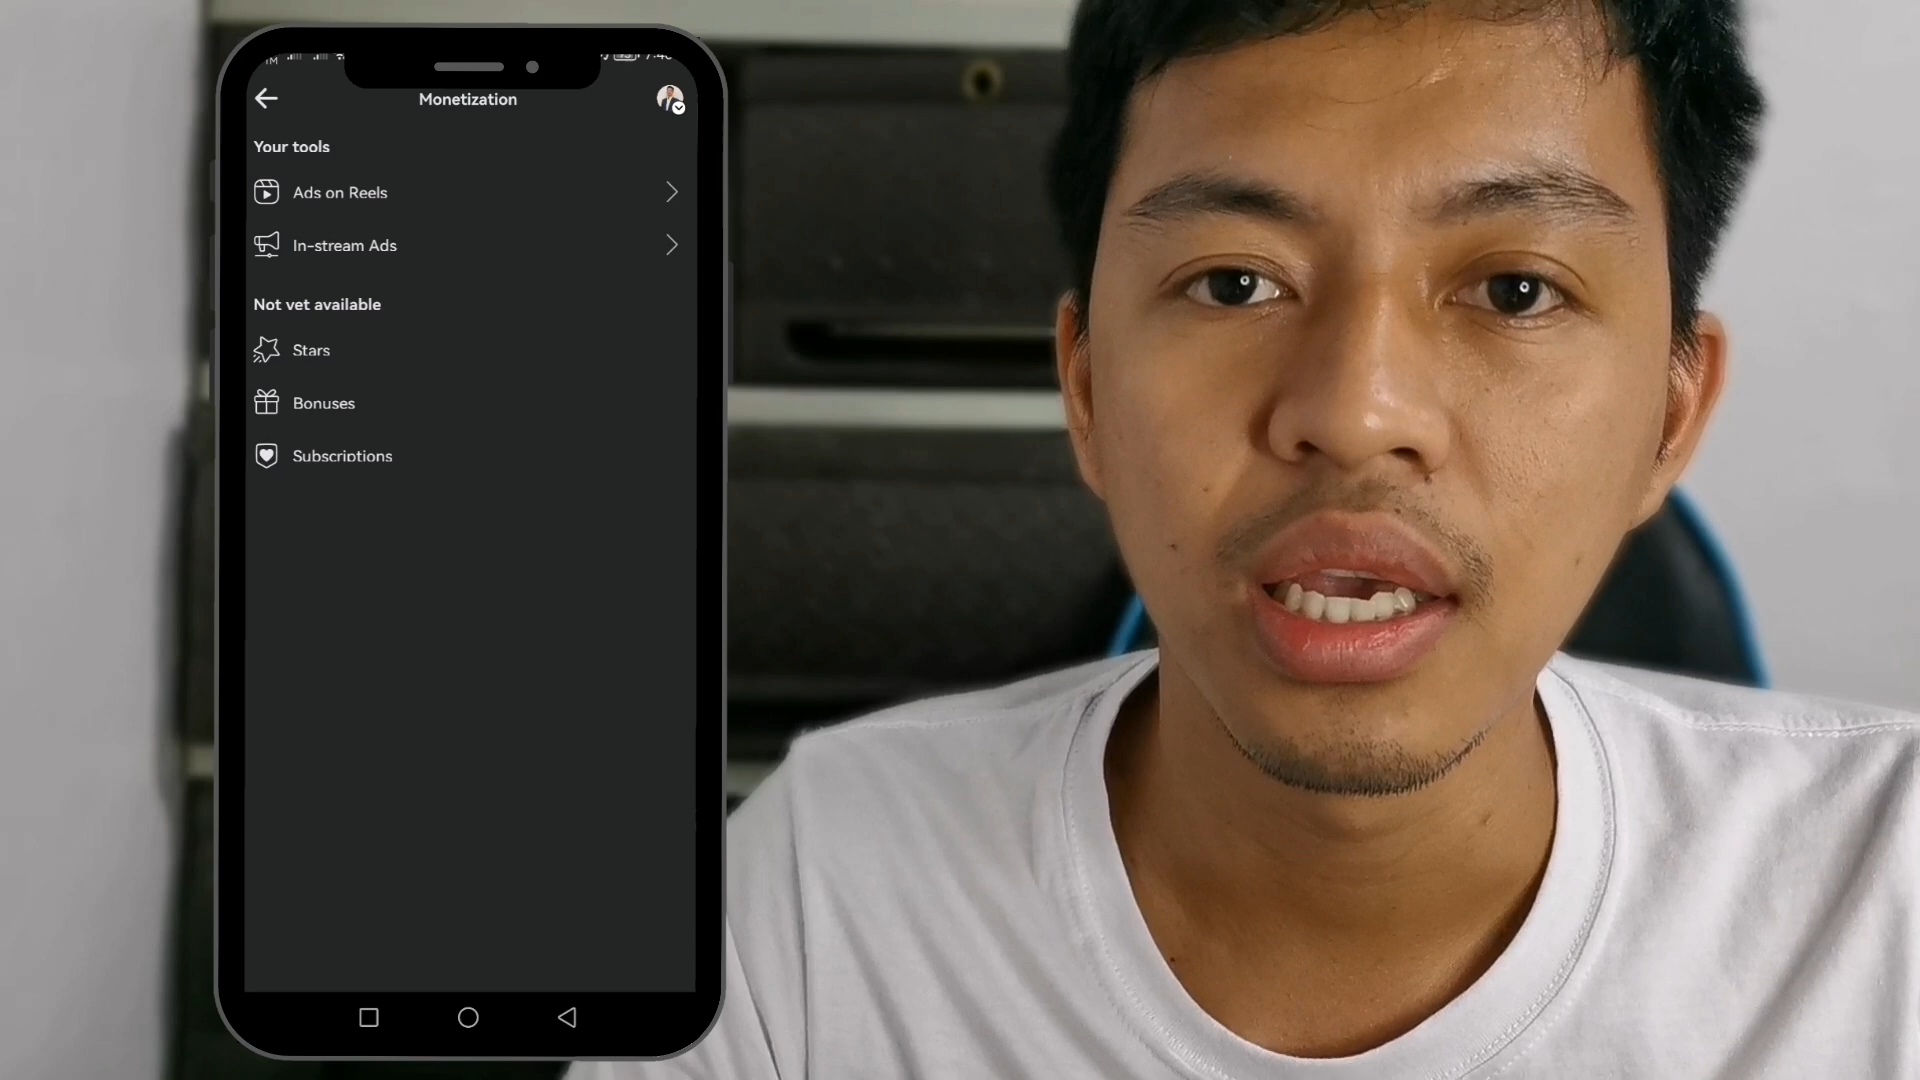 Monetization
Your tools
Ads on Reels
In-stream Ads
Not yet available
Stars
Bonuses
Subscriptions